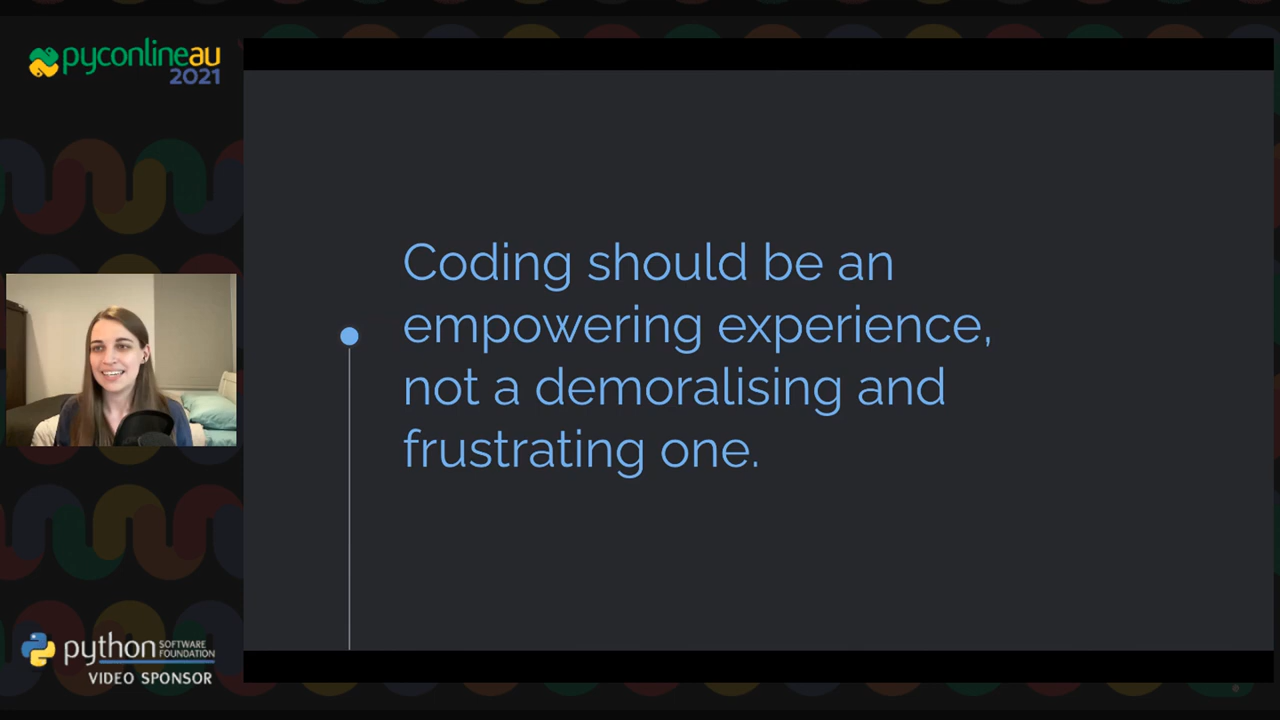 pyconlineau
2021
Coding should be an
empowering experience,
not a demoralising and
frustrating one.
python SOFTWARE
FOUNDATION
VIDEO SPONSOR